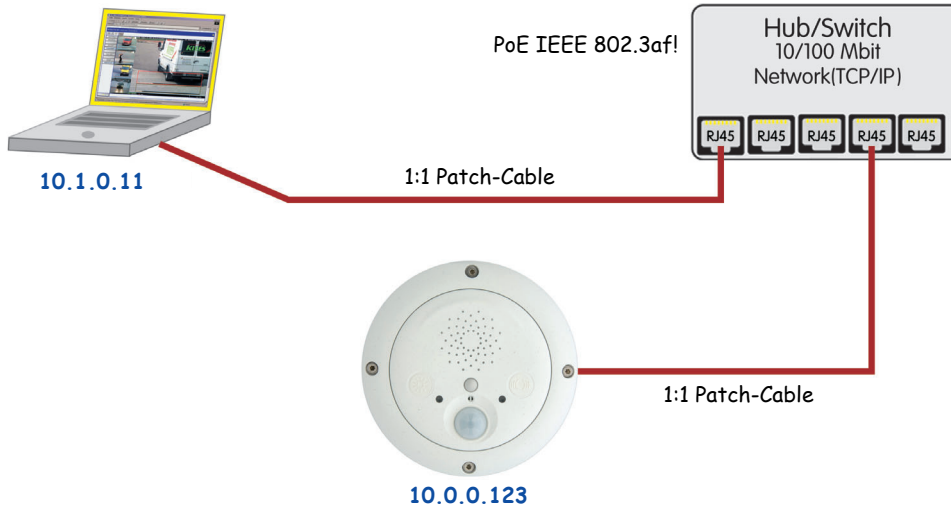 PoE IEEE 802.3af!
Hub/Switch
10/100 Mbit
Network(TCP/IP)
RJ45
RJ45
RJ45
RJ45
RJ45
10.1.0.11
1:1 Patch-Cable
1:1 Patch-Cable
10.0.0.123